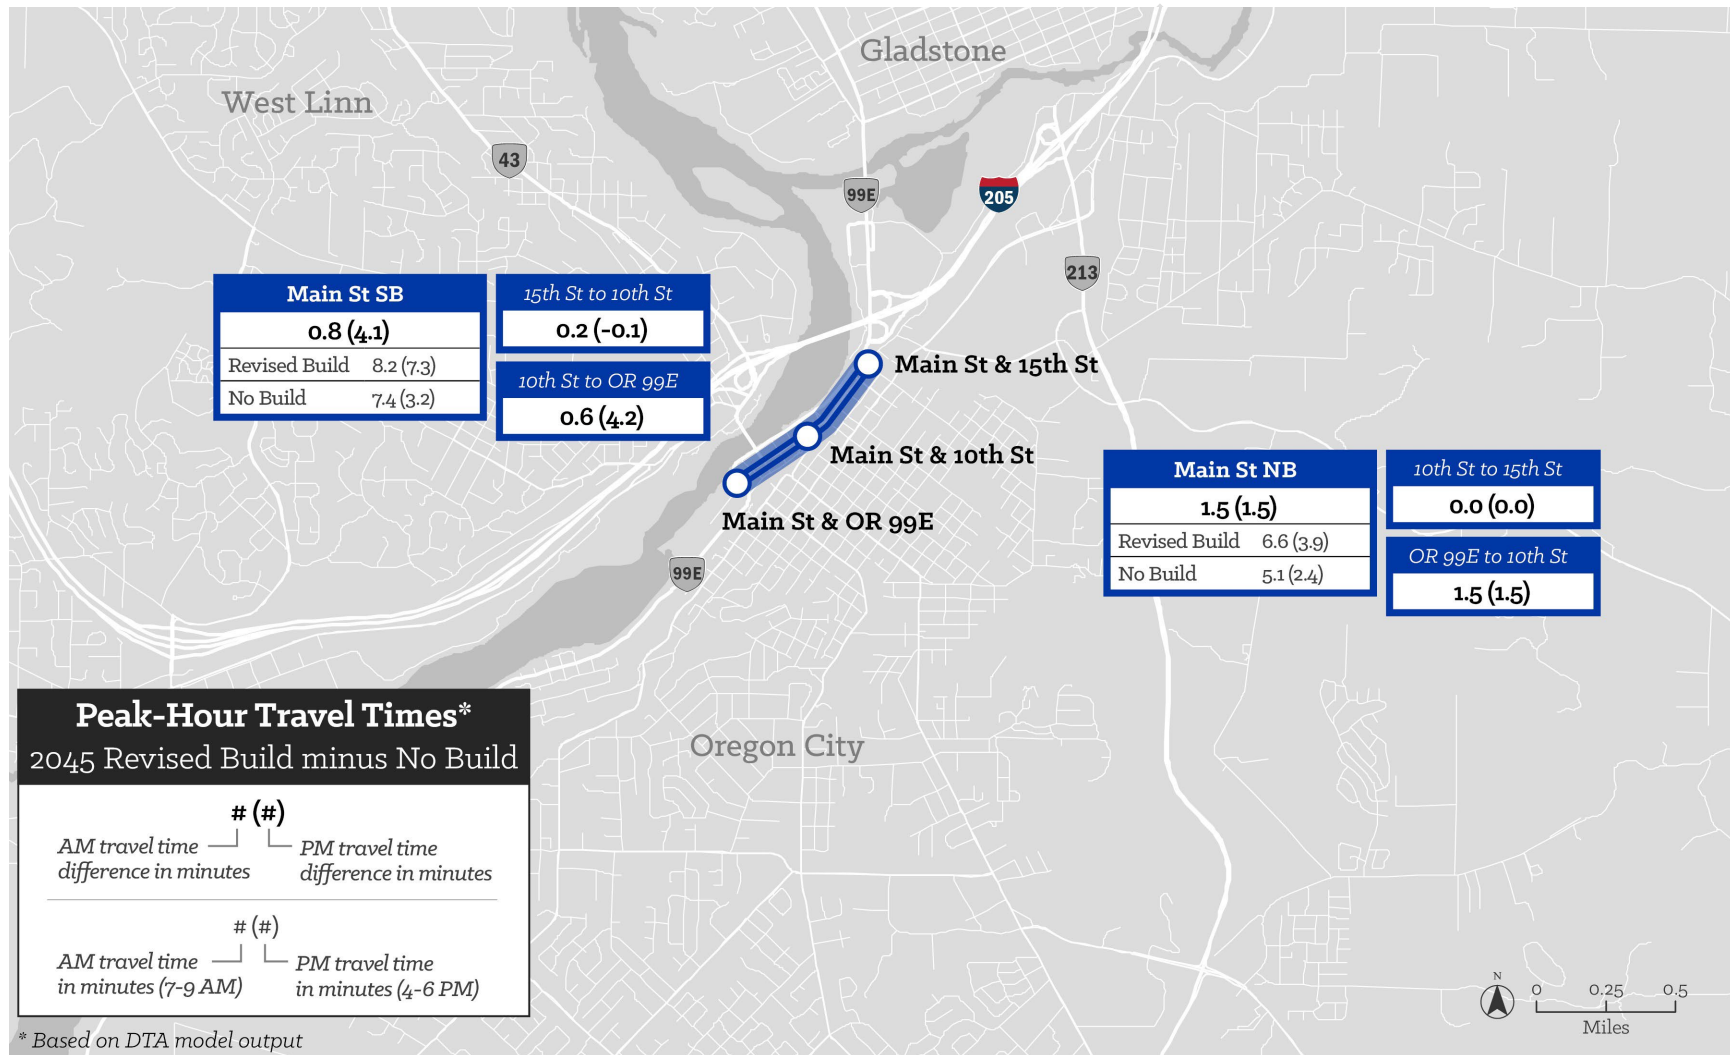 Gladstone
West Linn
43
99E
205
213
Main St SB
0.8 (4.1)
Revised Build 8.2 (7.3)
No Build 7.4 (3.2)
15th St to 10th St
0.2 (-0.1)
10th St to OR 99E
0.6 (4.2)
Main St & 15th St
Main St & 10th St
Main St & OR 99E
99E
Main St NB
1.5 (1.5)
Revised Build 6.6 (3.9)
No Build 5.1 (2.4)
10th St to 15th St
0.0 (0.0)
OR 99E to 10th St
1.5 (1.5)
Oregon City
Peak-Hour Travel Times*
2045 Revised Build minus No Build
# (#)
AM travel time
difference in minutes
PM travel time
difference in minutes
# (#)
AM travel time
in minutes (7-9 AM)
PM travel time
in minutes (4-6 PM)
* Based on DTA model output
N
0 0.25 0.5
Miles